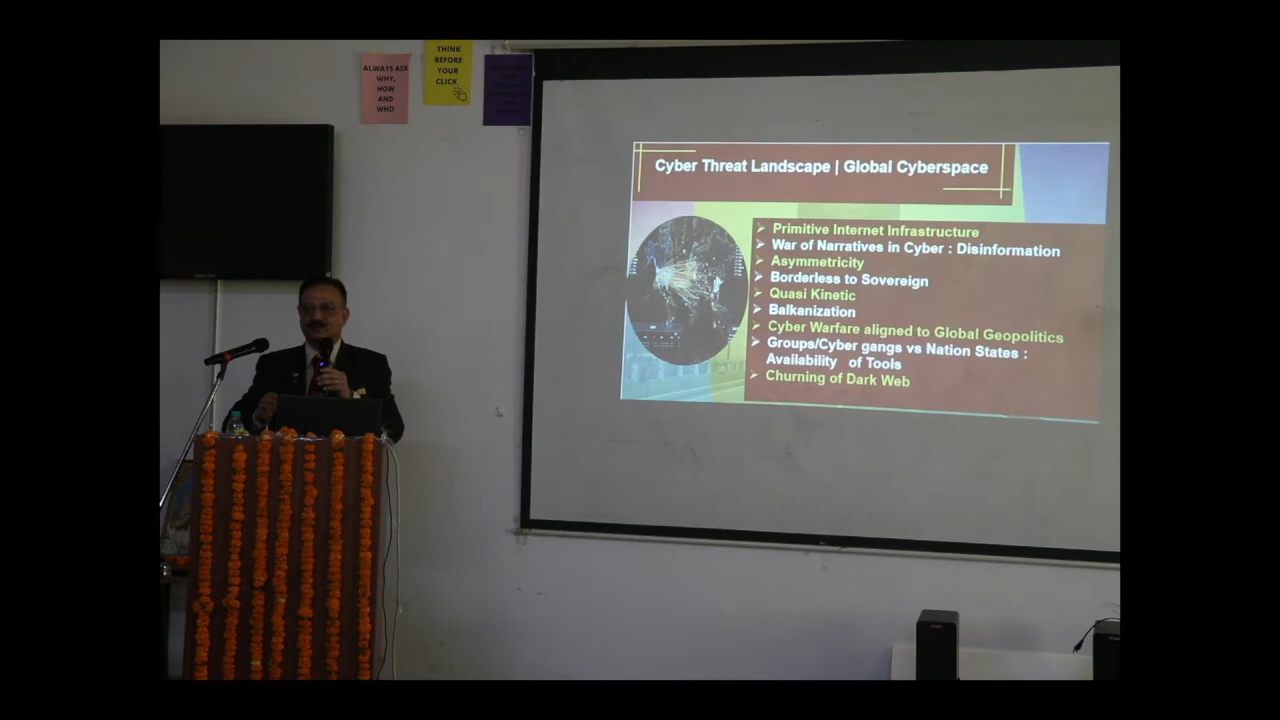 ALWAYS ASK
WHY,
HOW
AND
WHO
THINK
BEFORE
YOUR
CLICK
Cyber Threat Landscape | Global Cyberspace
Primitive Internet Infrastructure
War of Narratives in Cyber : Disinformation
Asymmetricity
Borderless to Sovereign
Quasi Kinetic
Balkanization
Cyber Warfare aligned to Global Geopolitics
Groups/Cyber gangs vs Nation States :
Availability of Tools
Churning of Dark Web